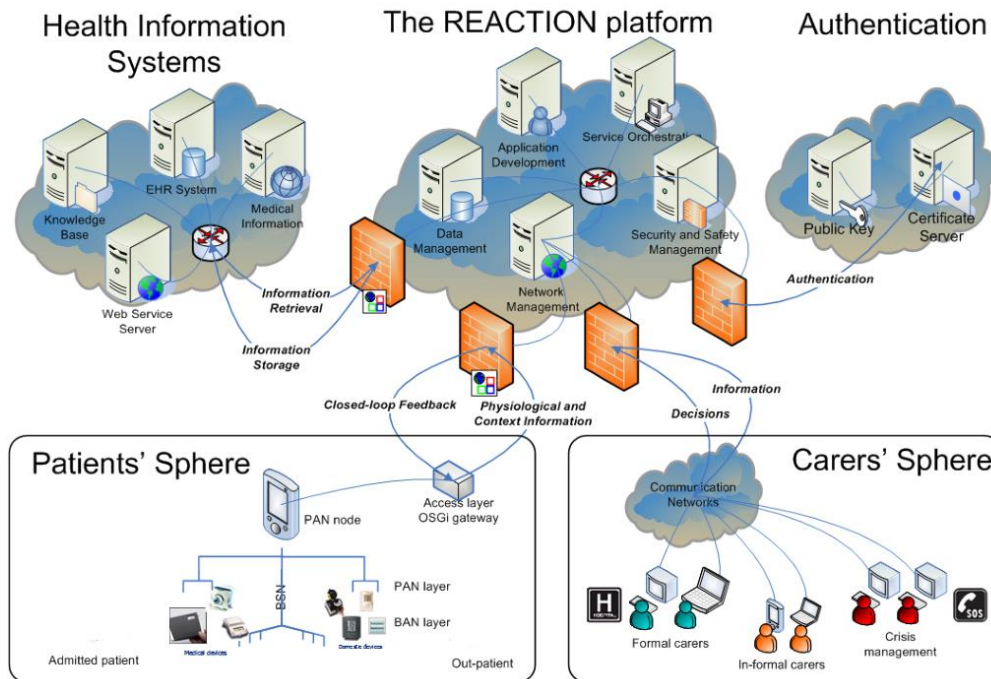 Health Information
Systems
The REACTION platform
Authentication
Application
Development
Service Orchestration
EHR System
Knowledge
Base
Medical
Information
Data
Management
Security and Safety
Management
Public Key
Certificate
Server
Web Service
Server
Network
Management
Information
Retrieval
Authentication
Information
Storage
Closed-loop Feedback
Physiological and
Context Information
Information
Decisions
Patients' Sphere
Carers' Sphere
PAN node
Access layer
OSGi gateway
Communication
Networks
BSN
PAN layer
BAN layer
Medical devices
Domestic devices
Admitted patient
Out-patient
H
HOSPITAL
Formal carers
In-formal carers
Crisis
management
SOS